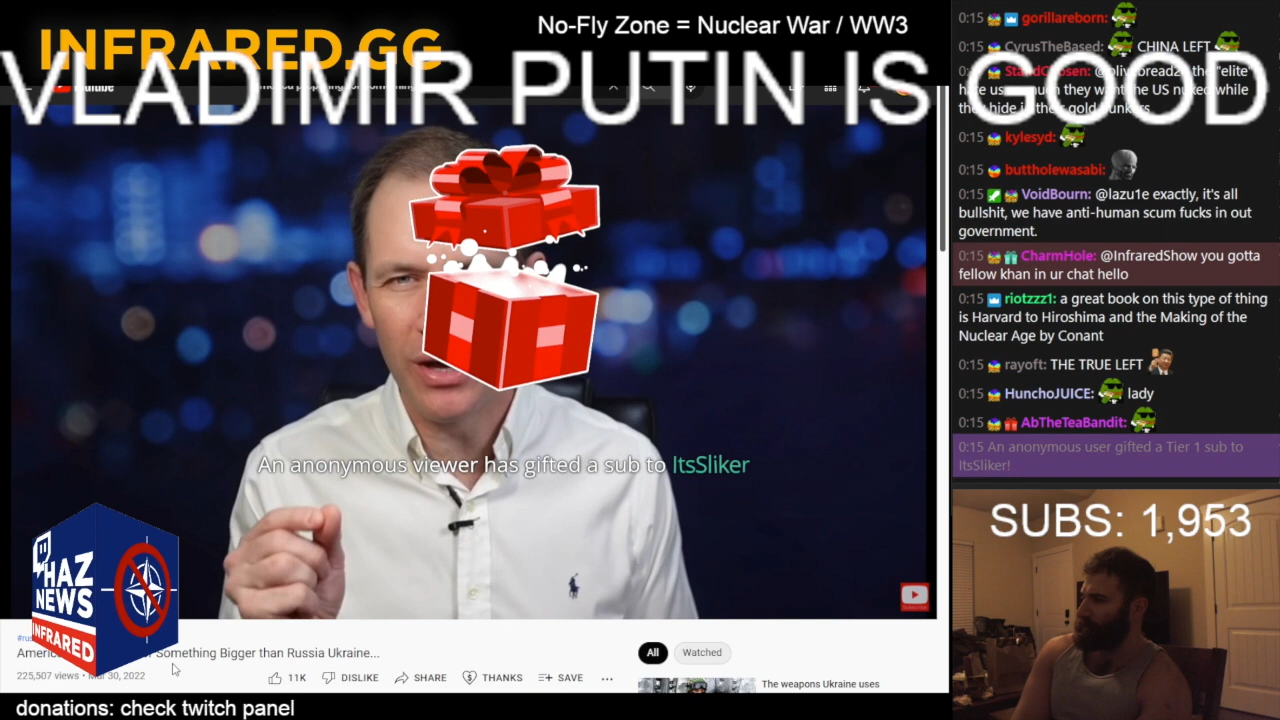 No-Fly Zone = Nuclear War / WW3
INFRARED.GG
VLADIMIR PUTIN IS GOOD
An anonymous viewer has gifted a sub to ItsSliker
HAZ
NEWS
INFRARED
Something Bigger than Russia Ukraine...
225,507 views • 30, 2022
11K
DISLIKE
SHARE
THANKS
SAVE
All
Watched
The weapons Ukraine uses
donations: check twitch panel
0:15 gorillareborn:
0:15 CyrusTheBased: CHINA LEFT
the "elite"
they want the US nuked while
they hide in their gold bunkers
0:15 kylesyd:
0:15 buttholewasabi:
0:15 VoidBourn: @lazu1e exactly, it's all
bullshit, we have anti-human scum fucks in out
government.
0:15 CharmHole: @InfraredShow you gotta
fellow khan in ur chat hello
0:15 riotzzz1: a great book on this type of thing
is Harvard to Hiroshima and the Making of the
Nuclear Age by Conant
0:15 rayoft: THE TRUE LEFT
0:15 HunchoJUICE: lady
0:15 AbTheTeaBandit:
0:15 An anonymous user gifted a Tier 1 sub to
ItsSliker!
SUBS: 1,953